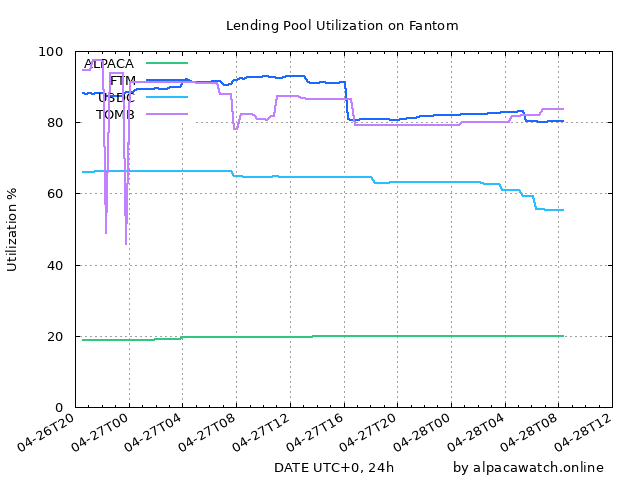 Lending Pool Utilization on Fantom
Utilization %
100
80
60
40
20
0
ALPACA
FTM
USDC
TOMB
04-26T20
04-27T00
04-27T04
04-27T08
04-27T12
04-27T16
04-27T20
04-28T00
04-28T04
04-28T08
04-28T12
DATE UTC+0, 24h
by alpacawatch.online